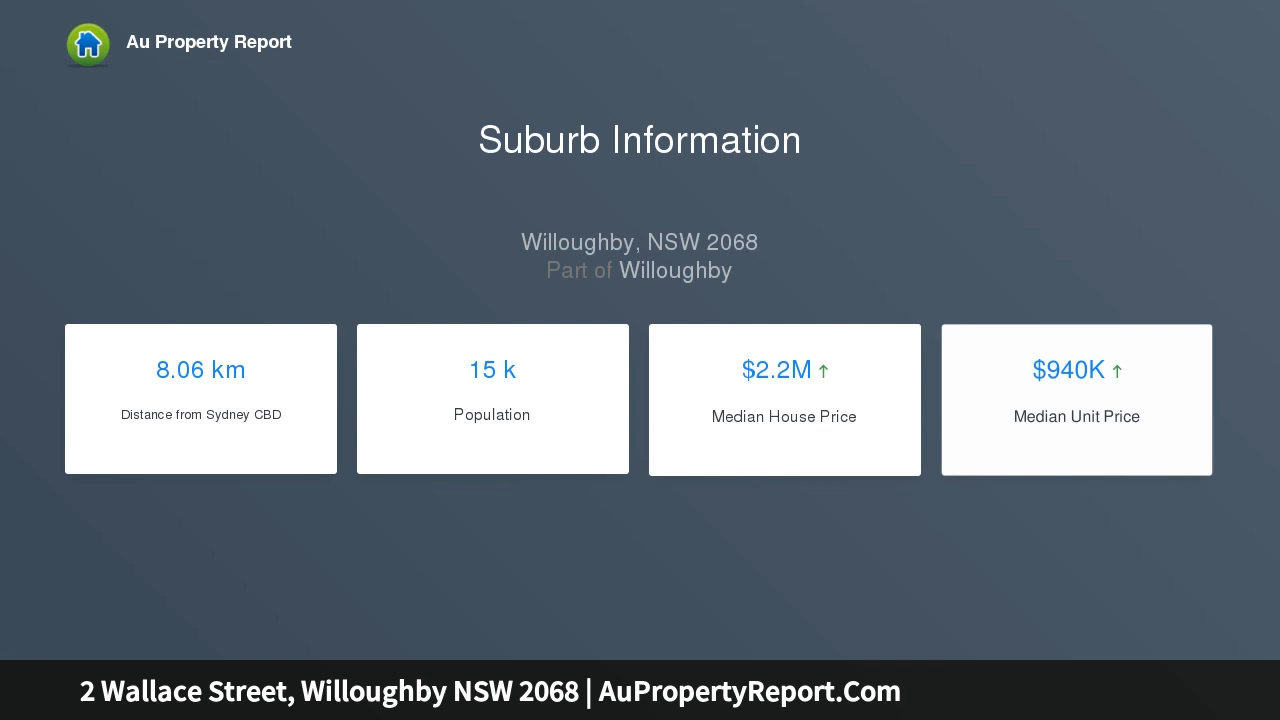 Au Property Report
Suburb Information
Willoughby, NSW 2068
Part of Willoughby
8.06 km
Distance from Sydney CBD
15 k
Population
$2.2M ↑
Median House Price
$940K ↑
Median Unit Price
2 Wallace Street, Willoughby NSW 2068 | AuPropertyReport.Com